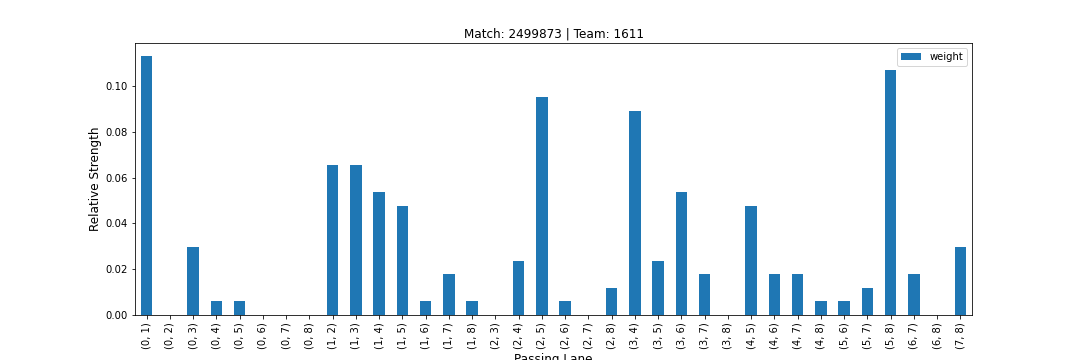 Match: 2499873 | Team: 1611
weight
Relative Strength
0.10
0.08
0.06
0.04
0.02
0.00
(0, 1) (0, 2) (0, 3) (0, 4) (0, 5) (0, 6) (0, 7) (0, 8) (1, 2) (1, 3) (1, 4) (1, 5) (1, 6) (1, 7) (1, 8) (2, 3) (2, 4) (2, 5) (2, 6) (2, 7) (2, 8) (3, 4) (3, 5) (3, 6) (3, 7) (3, 8) (4, 5) (4, 6) (4, 7) (4, 8) (5, 6) (5, 7) (5, 8) (6, 7) (6, 8) (7, 8)
Passing Lane